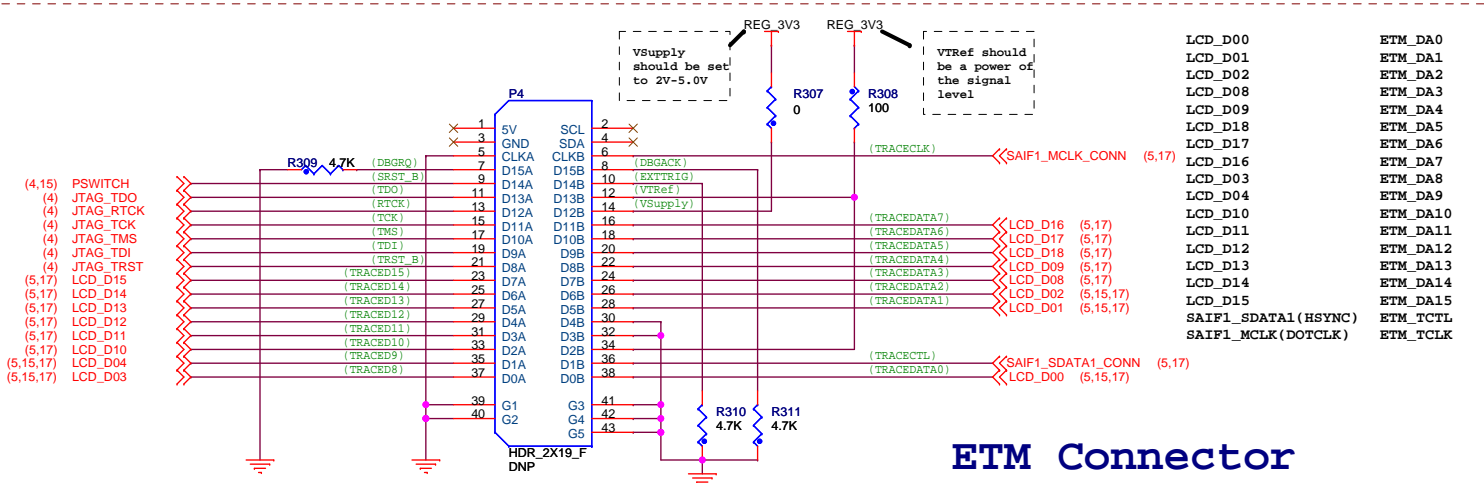 REG_3V3 REG_3V3
VSupply
should be set
to 2V-5.0V
VTRef should
be a power of
the signal
level
R307
0
R308
100
P4
1 5V SCL 2
3 GND SDA 4
5 CLKA CLKB 6 (TRACECLK) SAIF1_MCLK_CONN (5,17)
R309 4.7K (DBGRQ) 7 D15A D15B 8 (DBGACK)
(4,15) PSWITCH (SRST_B) 9 D14A D14B 10 (EXTTRIG)
(4) JTAG_TDO (TDO) 11 D13A D13B 12 (VTRef)
(4) JTAG_RTCK (RTCK) 13 D12A D12B 14 (VSupply)
(4) JTAG_TCK (TCK) 15 D11A D11B 16 (TRACEDATA7) LCD_D16 (5,17)
(4) JTAG_TMS (TMS) 17 D10A D10B 18 (TRACEDATA6) LCD_D17 (5,17)
(4) JTAG_TDI (TDI) 19 D9A D9B 20 (TRACEDATA5) LCD_D18 (5,17)
(4) JTAG_TRST (TRST_B) 21 D8A D8B 22 (TRACEDATA4) LCD_D09 (5,17)
(5,17) LCD_D15 (TRACED15) 23 D7A D7B 24 (TRACEDATA3) LCD_D08 (5,17)
(5,17) LCD_D14 (TRACED14) 25 D6A D6B 26 (TRACEDATA2) LCD_D02 (5,15,17)
(5,17) LCD_D13 (TRACED13) 27 D5A D5B 28 (TRACEDATA1) LCD_D01 (5,15,17)
(5,17) LCD_D12 (TRACED12) 29 D4A D4B 30
(5,17) LCD_D11 (TRACED11) 31 D3A D3B 32
(5,17) LCD_D10 (TRACED10) 33 D2A D2B 34
(5,15,17) LCD_D04 (TRACED9) 35 D1A D1B 36 (TRACECTL) SAIF1_SDATA1_CONN (5,17)
(5,15,17) LCD_D03 (TRACED8) 37 D0A D0B 38 (TRACEDATA0) LCD_D00 (5,15,17)
39 G1 G3 41
40 G2 G4 42
G5 43
HDR_2X19_F
DNP
R310
4.7K
R311
4.7K
LCD_D00 ETM_DA0
LCD_D01 ETM_DA1
LCD_D02 ETM_DA2
LCD_D08 ETM_DA3
LCD_D09 ETM_DA4
LCD_D18 ETM_DA5
LCD_D17 ETM_DA6
LCD_D16 ETM_DA7
LCD_D03 ETM_DA8
LCD_D04 ETM_DA9
LCD_D10 ETM_DA10
LCD_D11 ETM_DA11
LCD_D12 ETM_DA12
LCD_D13 ETM_DA13
LCD_D14 ETM_DA14
LCD_D15 ETM_DA15
SAIF1_SDATA1(HSYNC) ETM_TCTL
SAIF1_MCLK(DOTCLK) ETM_TCLK
ETM Connector